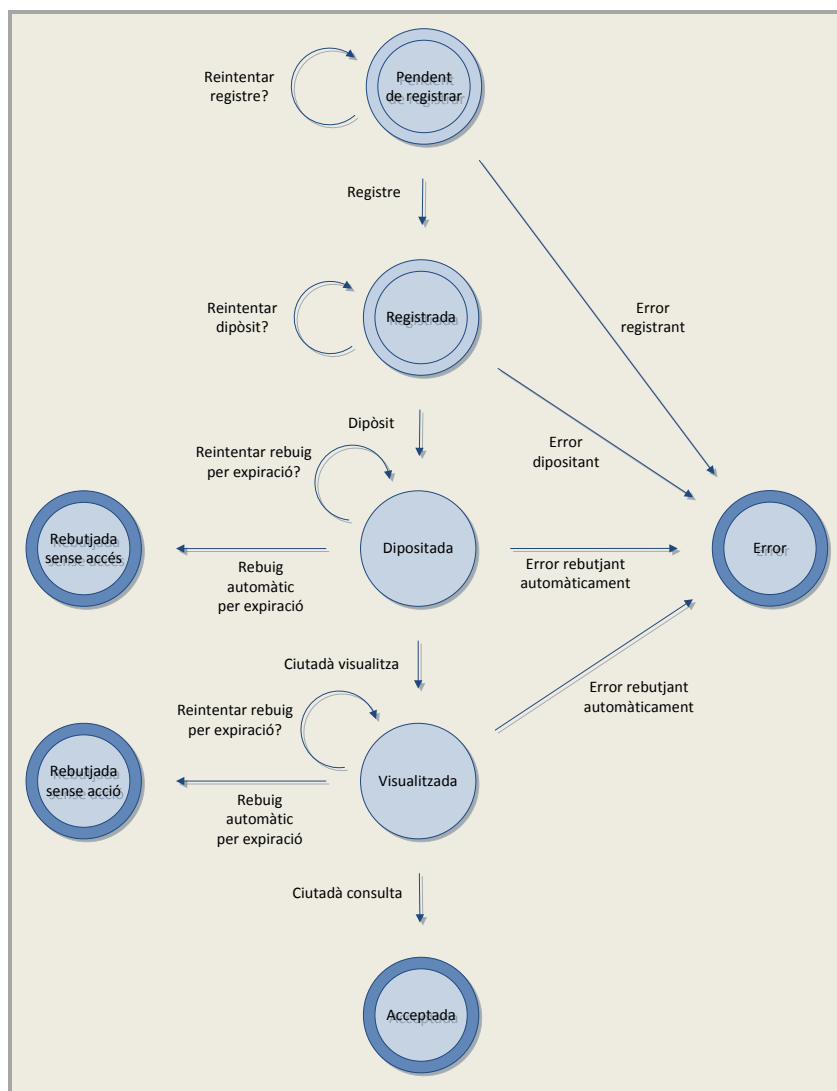 Reintentar
registre?
Pendent
de registrar
Registre
Reintentar
dipòsit?
Registrada
Error
registrant
Dipòsit
Error
dipositant
Reintentar rebuig
per expiració?
Rebutjada
sense accés
Rebuig
automàtic
per expiració
Dipositada
Error rebutjant
automàticament
Error
Ciutadà visualitza
Error rebutjant
automàticament
Reintentar rebuig
per expiració?
Rebutjada
sense acció
Rebuig
automàtic
per expiració
Visualitzada
Ciutadà consulta
Acceptada